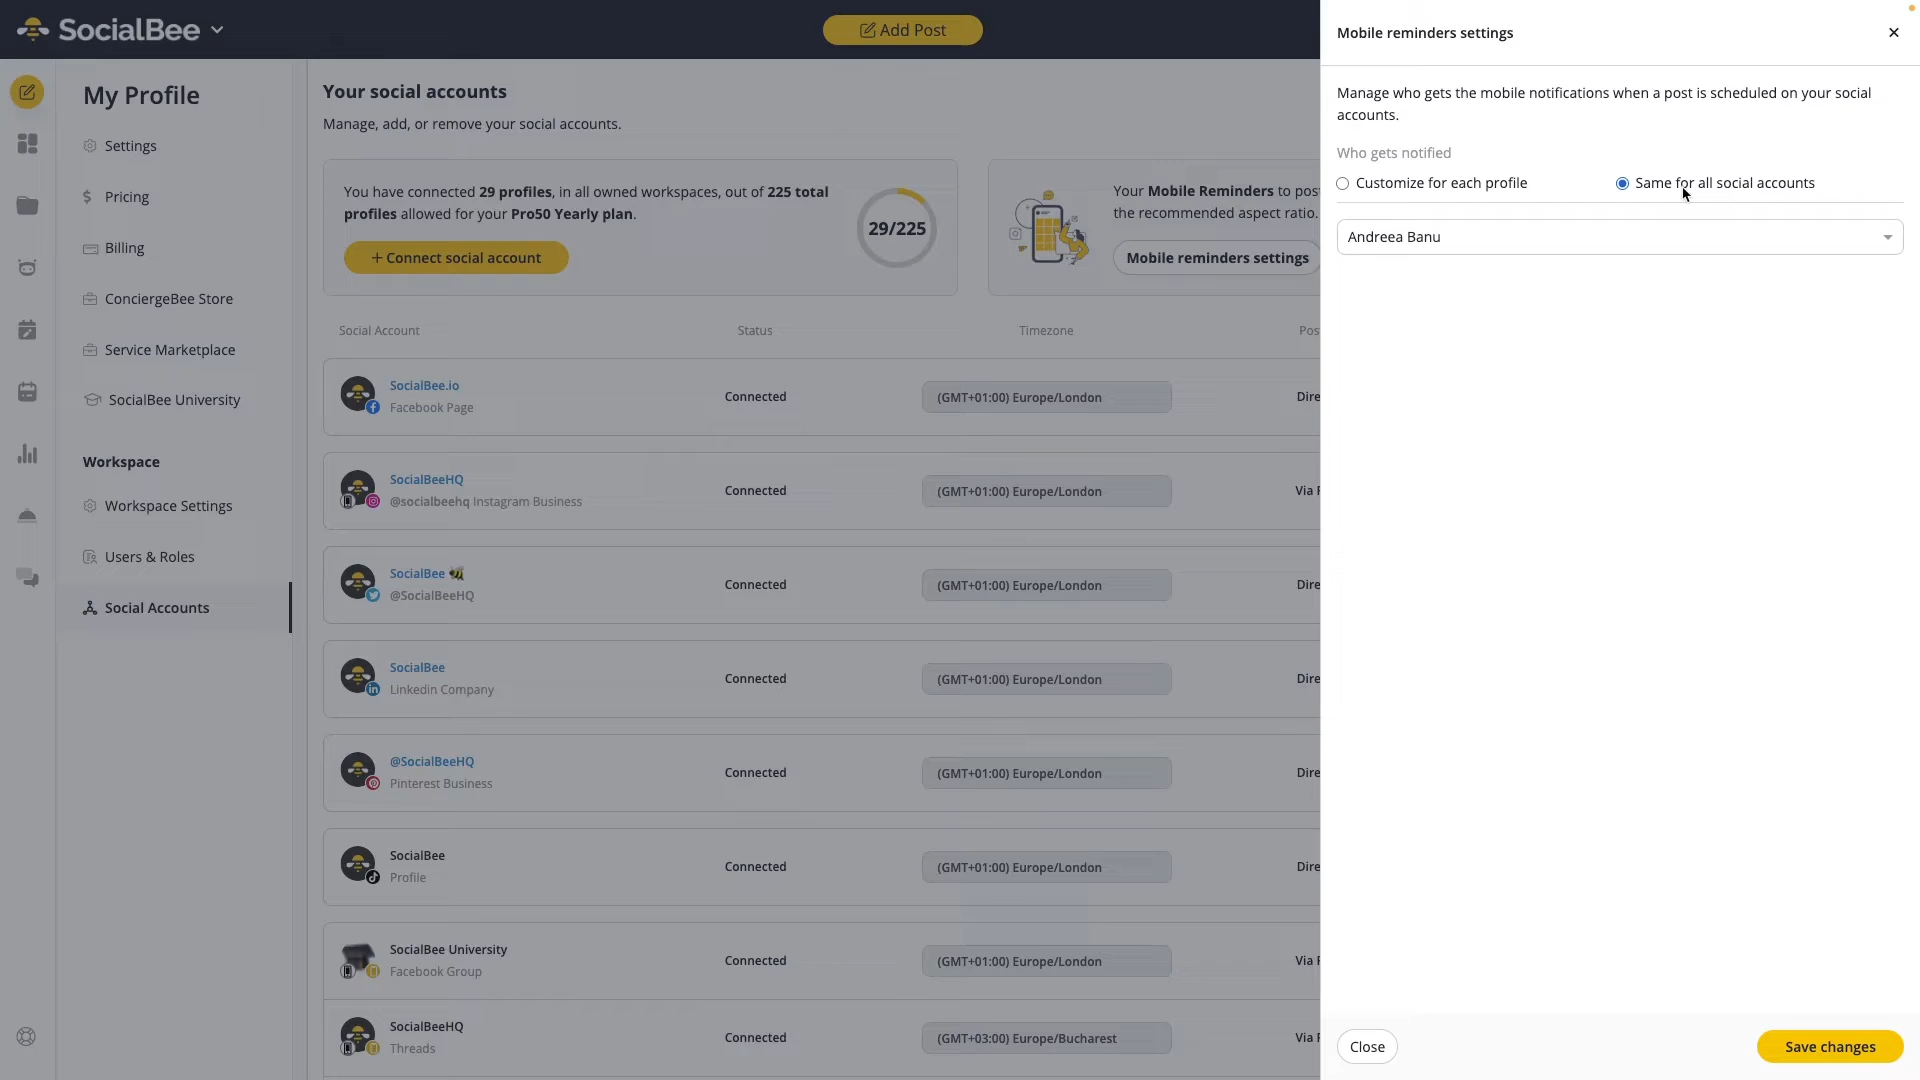 SocialBee
Add Post
My Profile
Settings
Pricing
Billing
ConciergeBee Store
Service Marketplace
SocialBee University
Workspace
Workspace Settings
Users & Roles
Social Accounts
Your social accounts
Manage, add, or remove your social accounts.
You have connected 29 profiles, in all owned workspaces, out of 225 total
profiles allowed for your Pro50 Yearly plan.
+ Connect social account
29/225
Your Mobile Reminders to pos
the recommended aspect ratio.
Mobile reminders settings
Social Account Status Timezone Pos
SocialBee.io
Facebook Page
Connected
(GMT+01:00) Europe/London
Dire
SocialBeeHQ
@socialbeehq Instagram Business
Connected
(GMT+01:00) Europe/London
Via
SocialBee 🐝
@SocialBeeHQ
Connected
(GMT+01:00) Europe/London
Dire
SocialBee
Linkedin Company
Connected
(GMT+01:00) Europe/London
Dire
@SocialBeeHQ
Pinterest Business
Connected
(GMT+01:00) Europe/London
Dire
SocialBee
Profile
Connected
(GMT+01:00) Europe/London
Dire
SocialBee University
Facebook Group
Connected
(GMT+01:00) Europe/London
Via
SocialBeeHQ
Threads
Connected
(GMT+03:00) Europe/Bucharest
Via
Mobile reminders settings
Manage who gets the mobile notifications when a post is scheduled on your social
accounts.
Who gets notified
Customize for each profile
Same for all social accounts
Andreea Banu
Close
Save changes